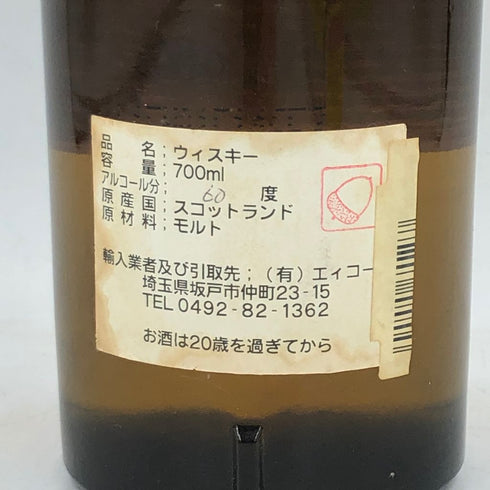 品名；ウィスキー
容量；700ml
アルコール分；60度
原産国；スコットランド
原材料；モルト
輸入業者及び引取先；（有）エィコー
埼玉県坂戸市仲町23-15
TEL 0492-82-1362
お酒は20歳を過ぎてから